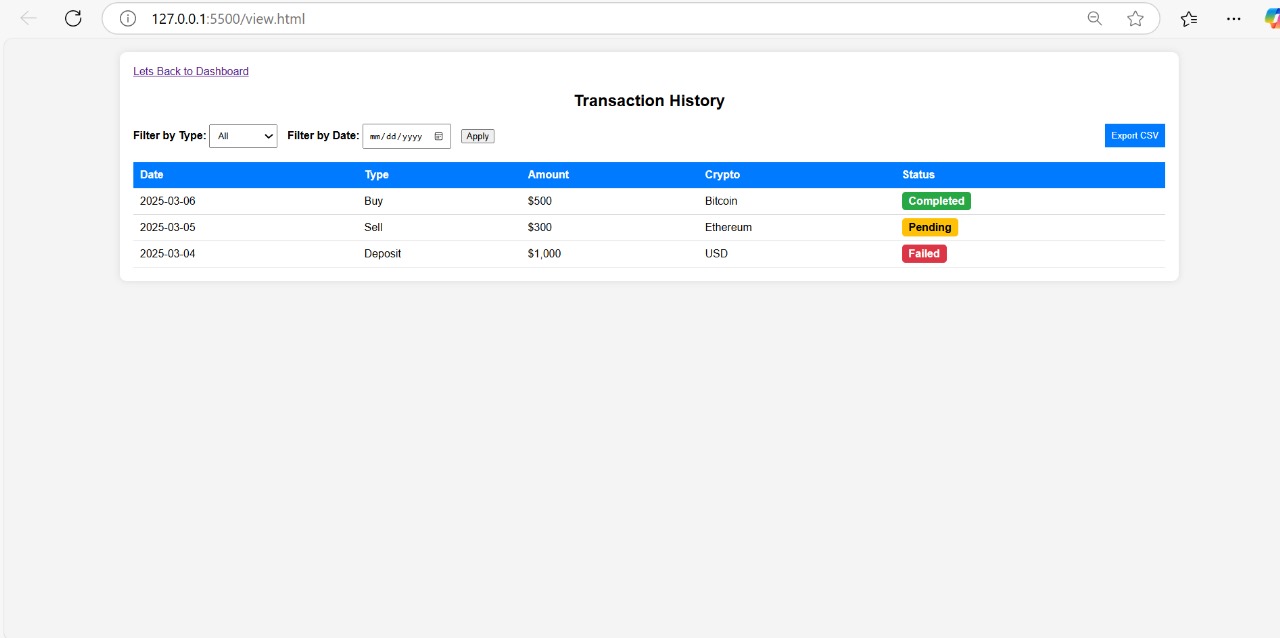 127.0.0.1:5500/view.html
Lets Back to Dashboard
Transaction History
Filter by Type: All Filter by Date: mm/dd/yyyy Apply Export CSV
Date Type Amount Crypto Status
2025-03-06 Buy $500 Bitcoin Completed
2025-03-05 Sell $300 Ethereum Pending
2025-03-04 Deposit $1,000 USD Failed